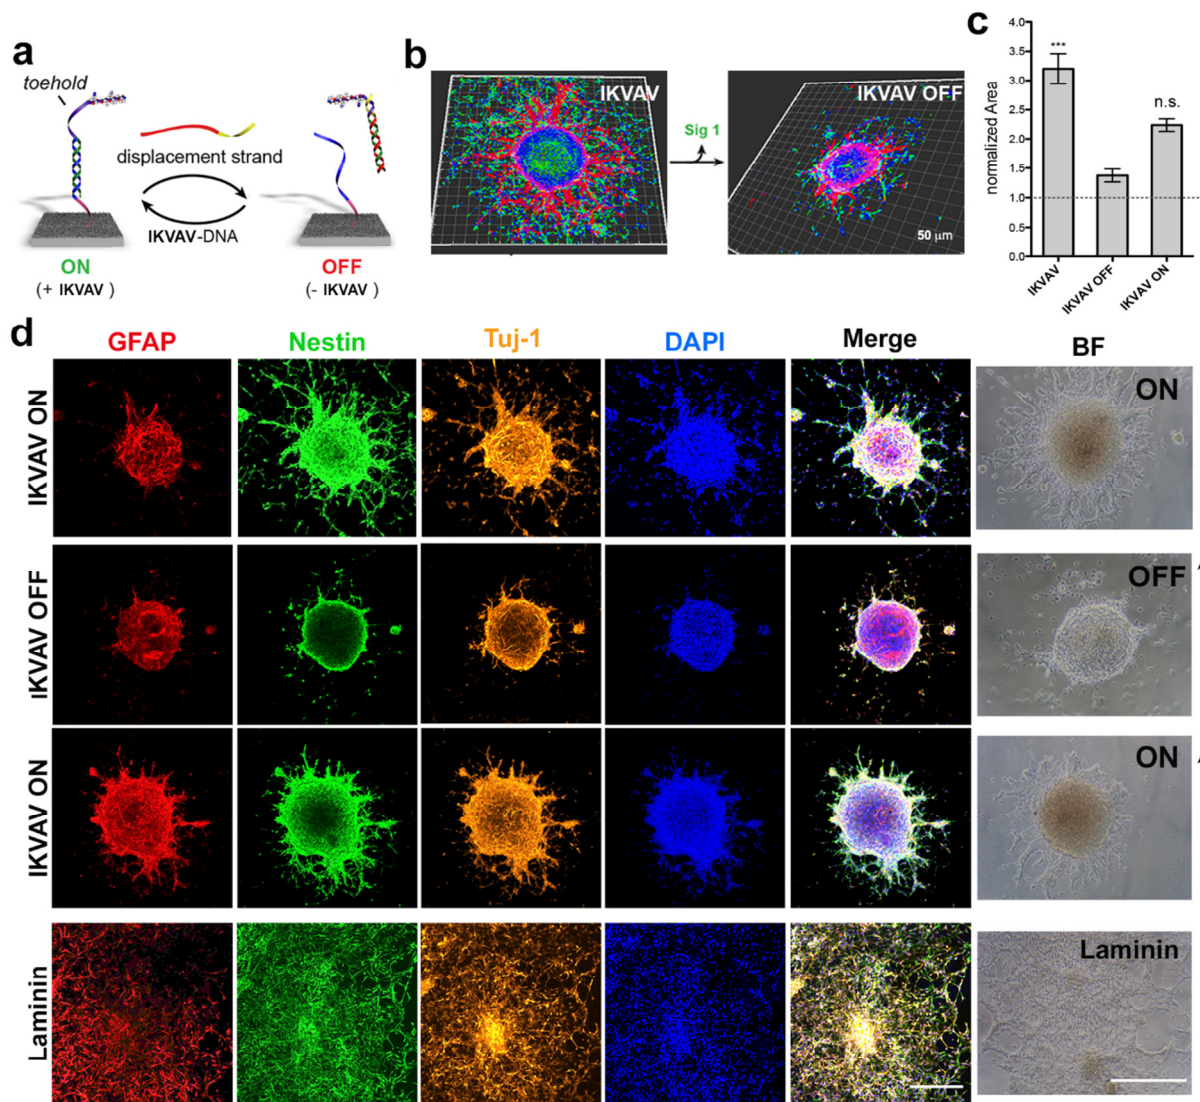 a
toehold
displacement strand
IKVAV-DNA
ON
(+ IKVAV )
OFF
(- IKVAV )
b
IKVAV
Sig 1
IKVAV OFF
50 μm
c
normalized Area
4.0
3.5
3.0
2.5
2.0
1.5
1.0
0.5
0.0
***
n.s.
IKVAV
IKVAV OFF
IKVAV ON
d
GFAP
Nestin
Tuj-1
DAPI
Merge
BF
IKVAV ON
ON
IKVAV OFF
OFF
IKVAV ON
ON
Laminin
Laminin